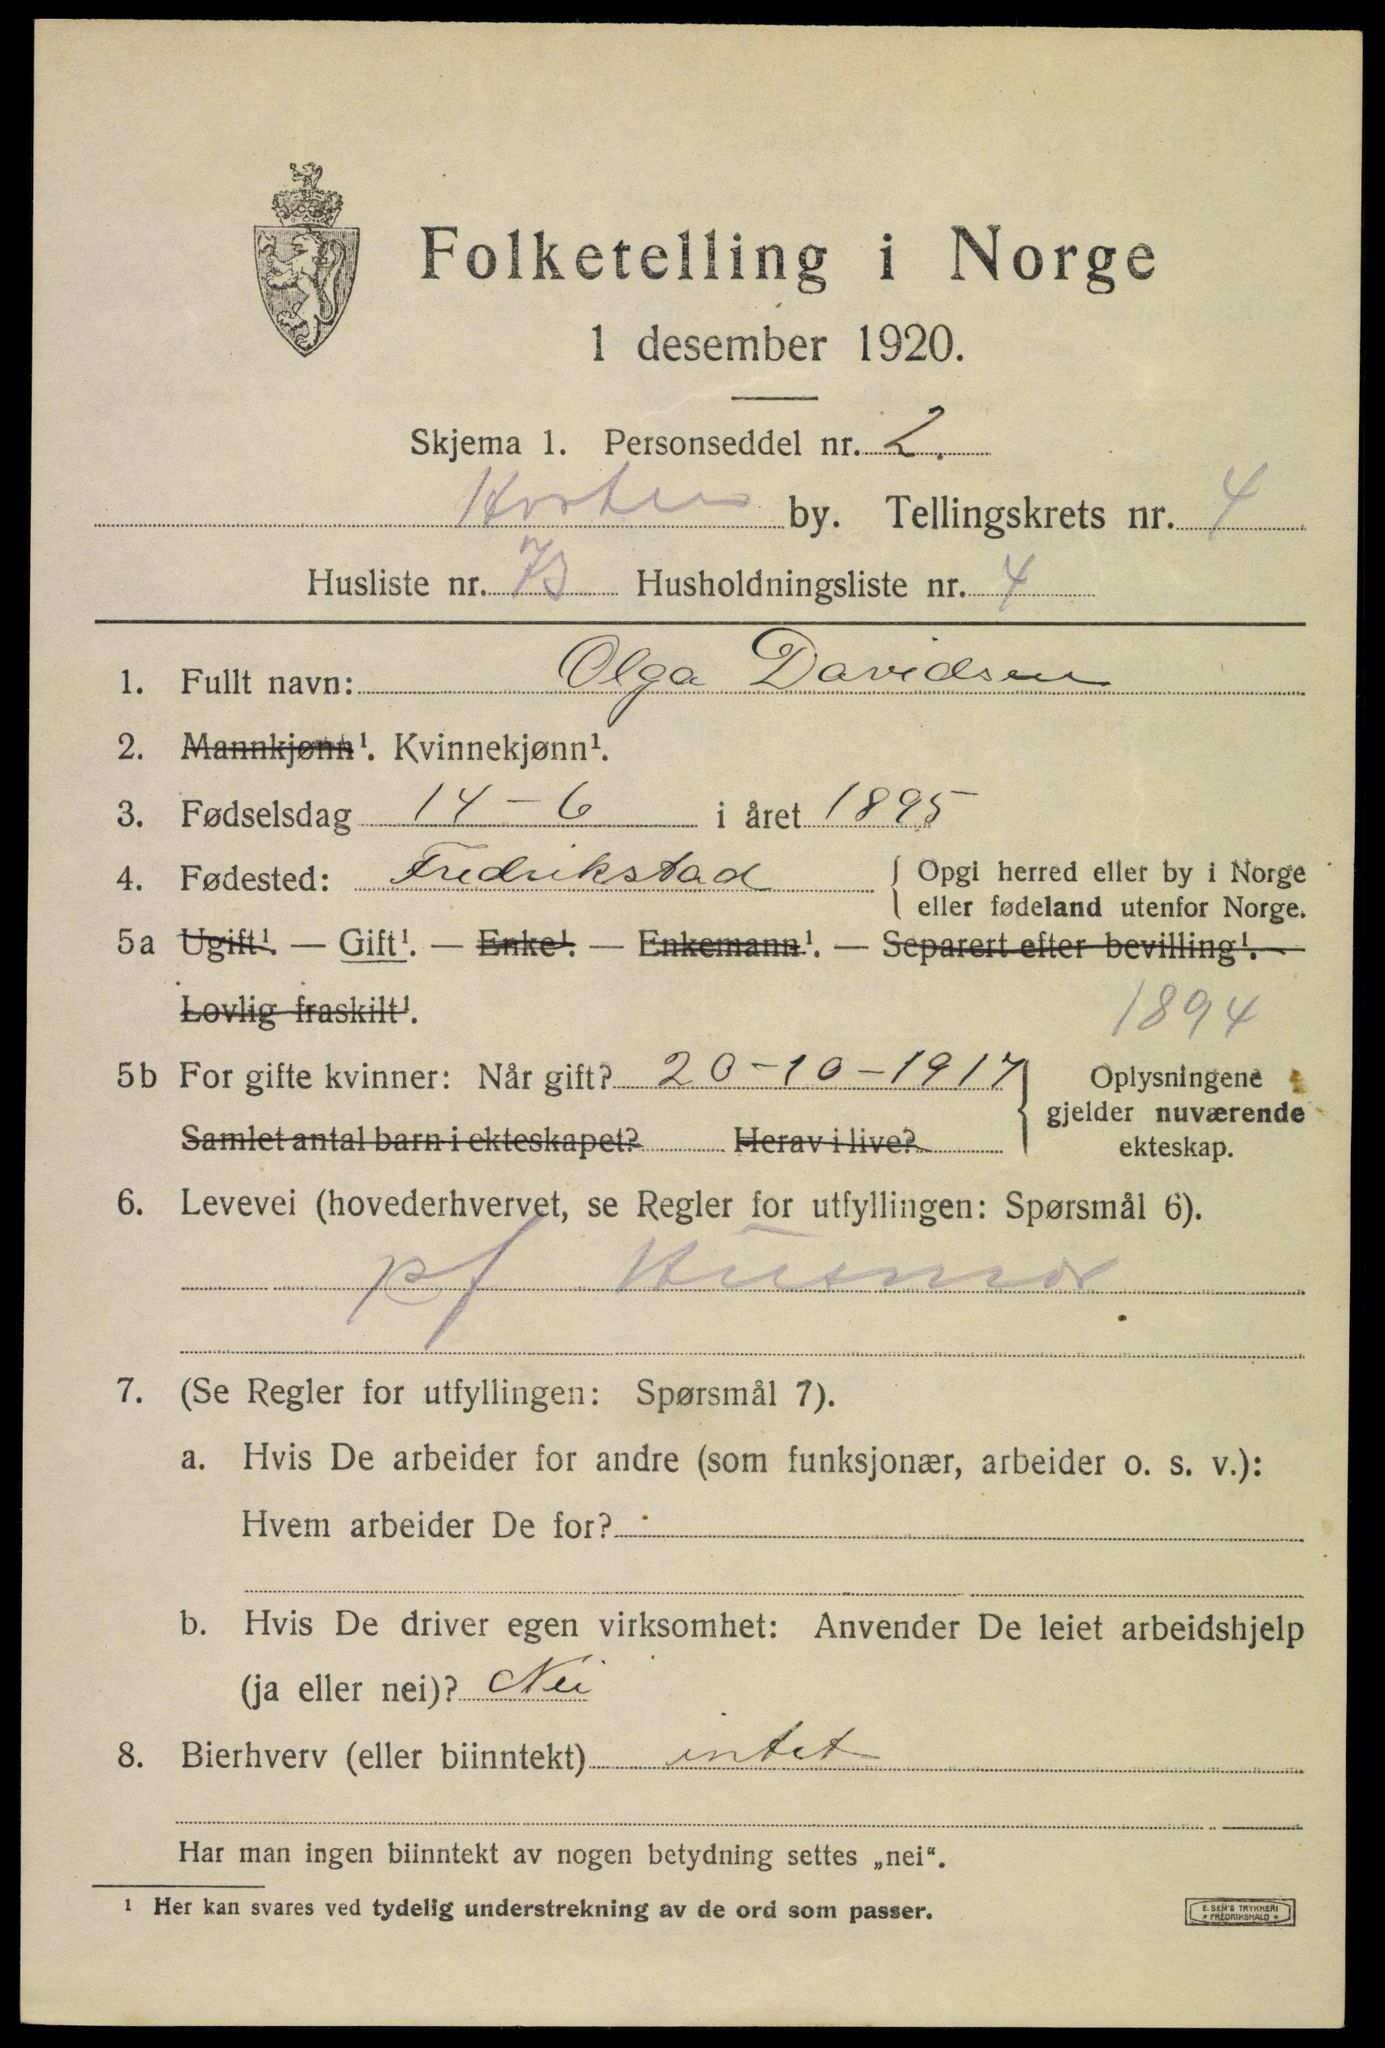 Folketelling i Norge
1 desember 1920.
Skjema 1. Personseddel nr. 2.
Horten by. Tellingskrets nr. 4
Husliste nr. 73 Husholdningsliste nr. 4
1. Fullt navn: Olga Davidsen
2. Mannkjønn¹. Kvinnekjønn¹.
3. Fødselsdag 14-6 i året 1895
4. Fødested: Fredrikstad { Opgi herred eller by i Norge
eller fødeland utenfor Norge.
5a Ugift¹. — Gift¹. — Enke¹. — Enkemann¹. — Separert efter bevilling¹. —
Lovlig fraskilt¹. 1894
5b For gifte kvinner: Når gift? 20-10-1917 } Oplysningene
gjelder nuværende
Samlet antal barn i ekteskapet? Herav i live?
ekteskap.
6. Levevei (hovederhvervet, se Regler for utfyllingen: Spørsmål 6).
pf Husmor
7. (Se Regler for utfyllingen: Spørsmål 7).
a. Hvis De arbeider for andre (som funksjonær, arbeider o. s. v.):
Hvem arbeider De for?
b. Hvis De driver egen virksomhet: Anvender De leiet arbeidshjelp
(ja eller nei)? Nei
8. Bierhverv (eller biinntekt) intet
Har man ingen biinntekt av nogen betydning settes „nei“.
¹ Her kan svares ved tydelig understrekning av de ord som passer.
E. SEM'S TRYKKERI
FREDRIKSHALD